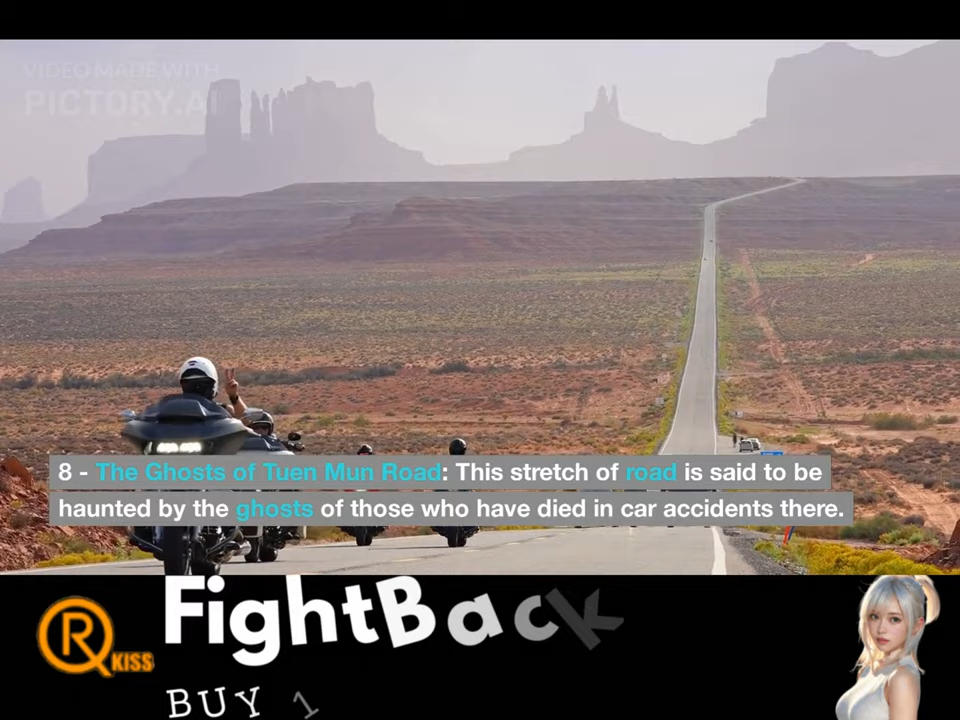 VIDEO MADE WITH
PICTORY.AI
8 - The Ghosts of Tuen Mun Road: This stretch of road is said to be
haunted by the ghosts of those who have died in car accidents there.
R
KISS
FightBack
BUY 1